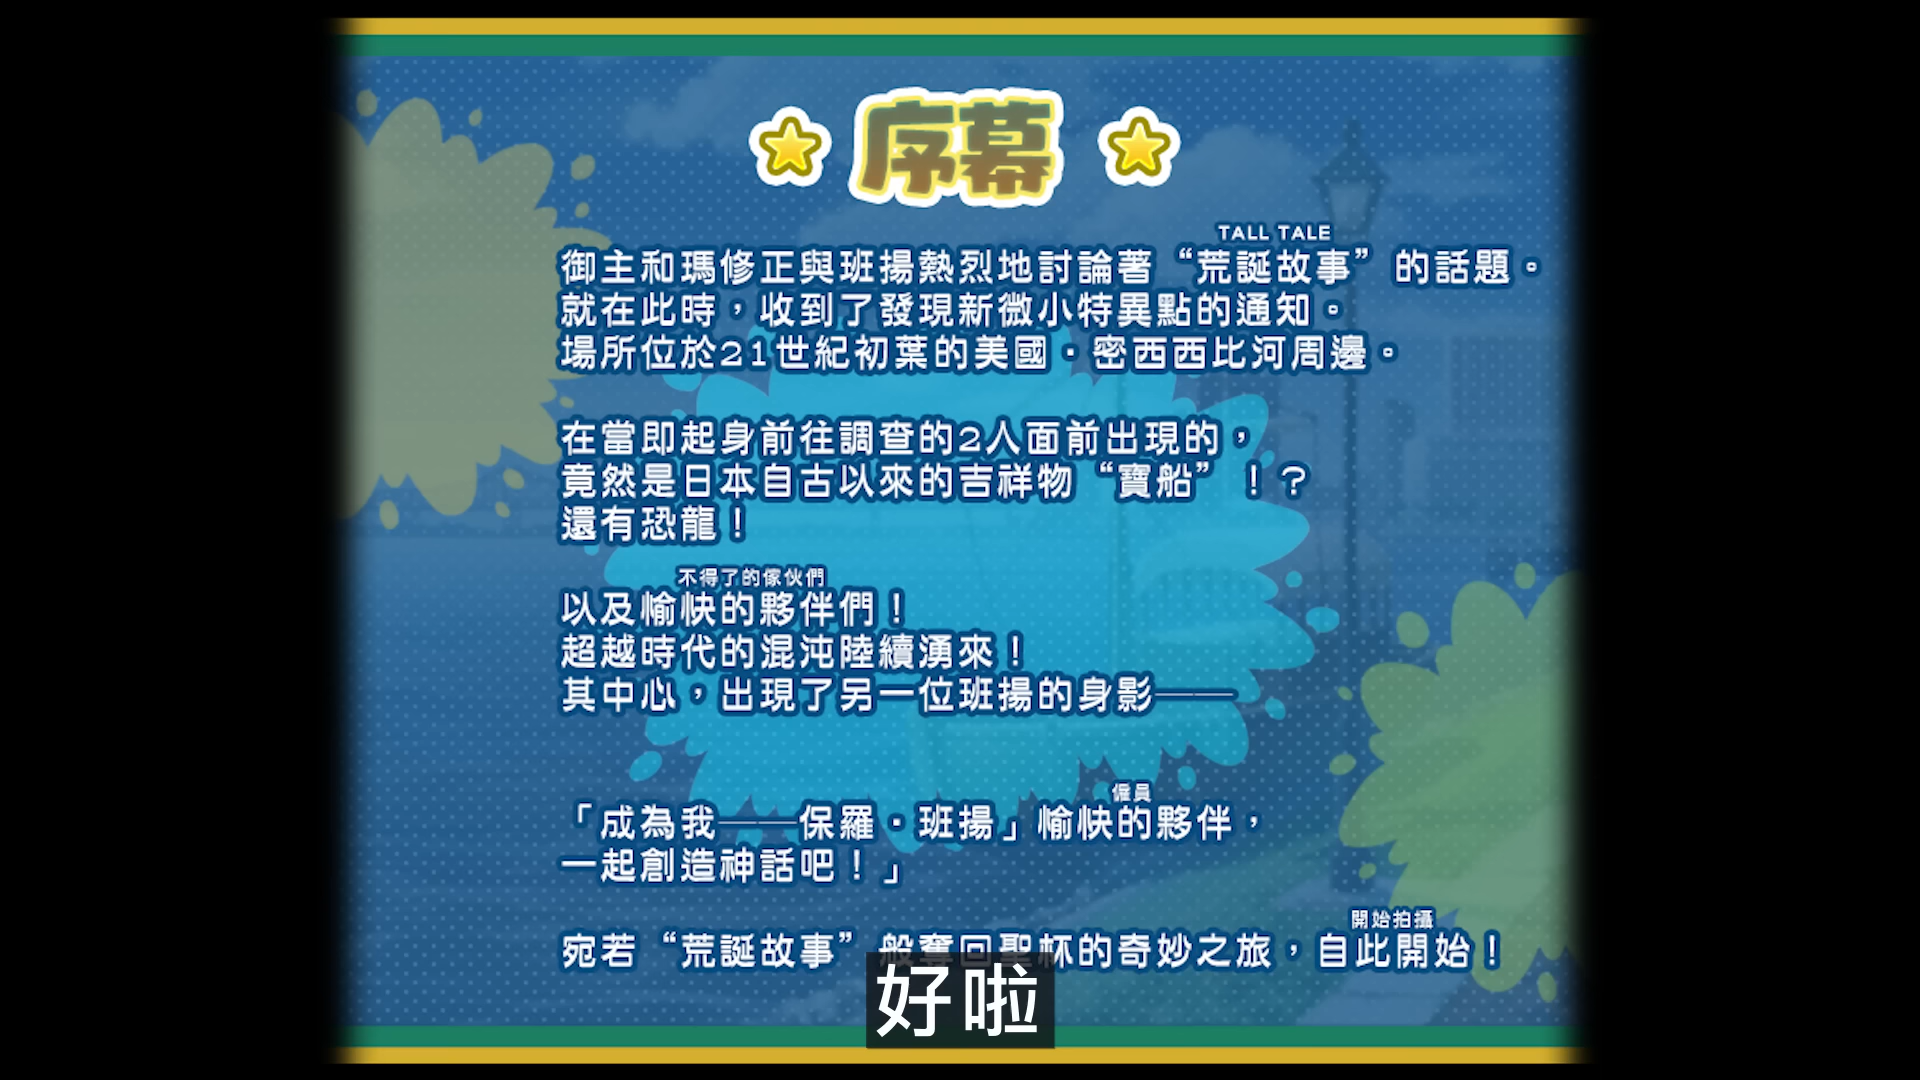 序幕
TALL TALE
御主和瑪修正與班揚熱烈地討論著“荒誕故事”的話題。
就在此時，收到了發現新微小特異點的通知。
場所位於21世紀初葉的美國・密西西比河周邊。
在當即起身前往調查的2人面前出現的，
竟然是日本自古以來的吉祥物“寶船”！？
還有恐龍！
不得了的傢伙們
以及愉快的夥伴們！
超越時代的混沌陸續湧來！
其中心，出現了另一位班揚的身影——
僱員
「成為我——保羅・班揚」愉快的夥伴，
一起創造神話吧！」
開始拍攝
宛若“荒誕故事”般奪回聖杯的奇妙之旅，自此開始！
好啦